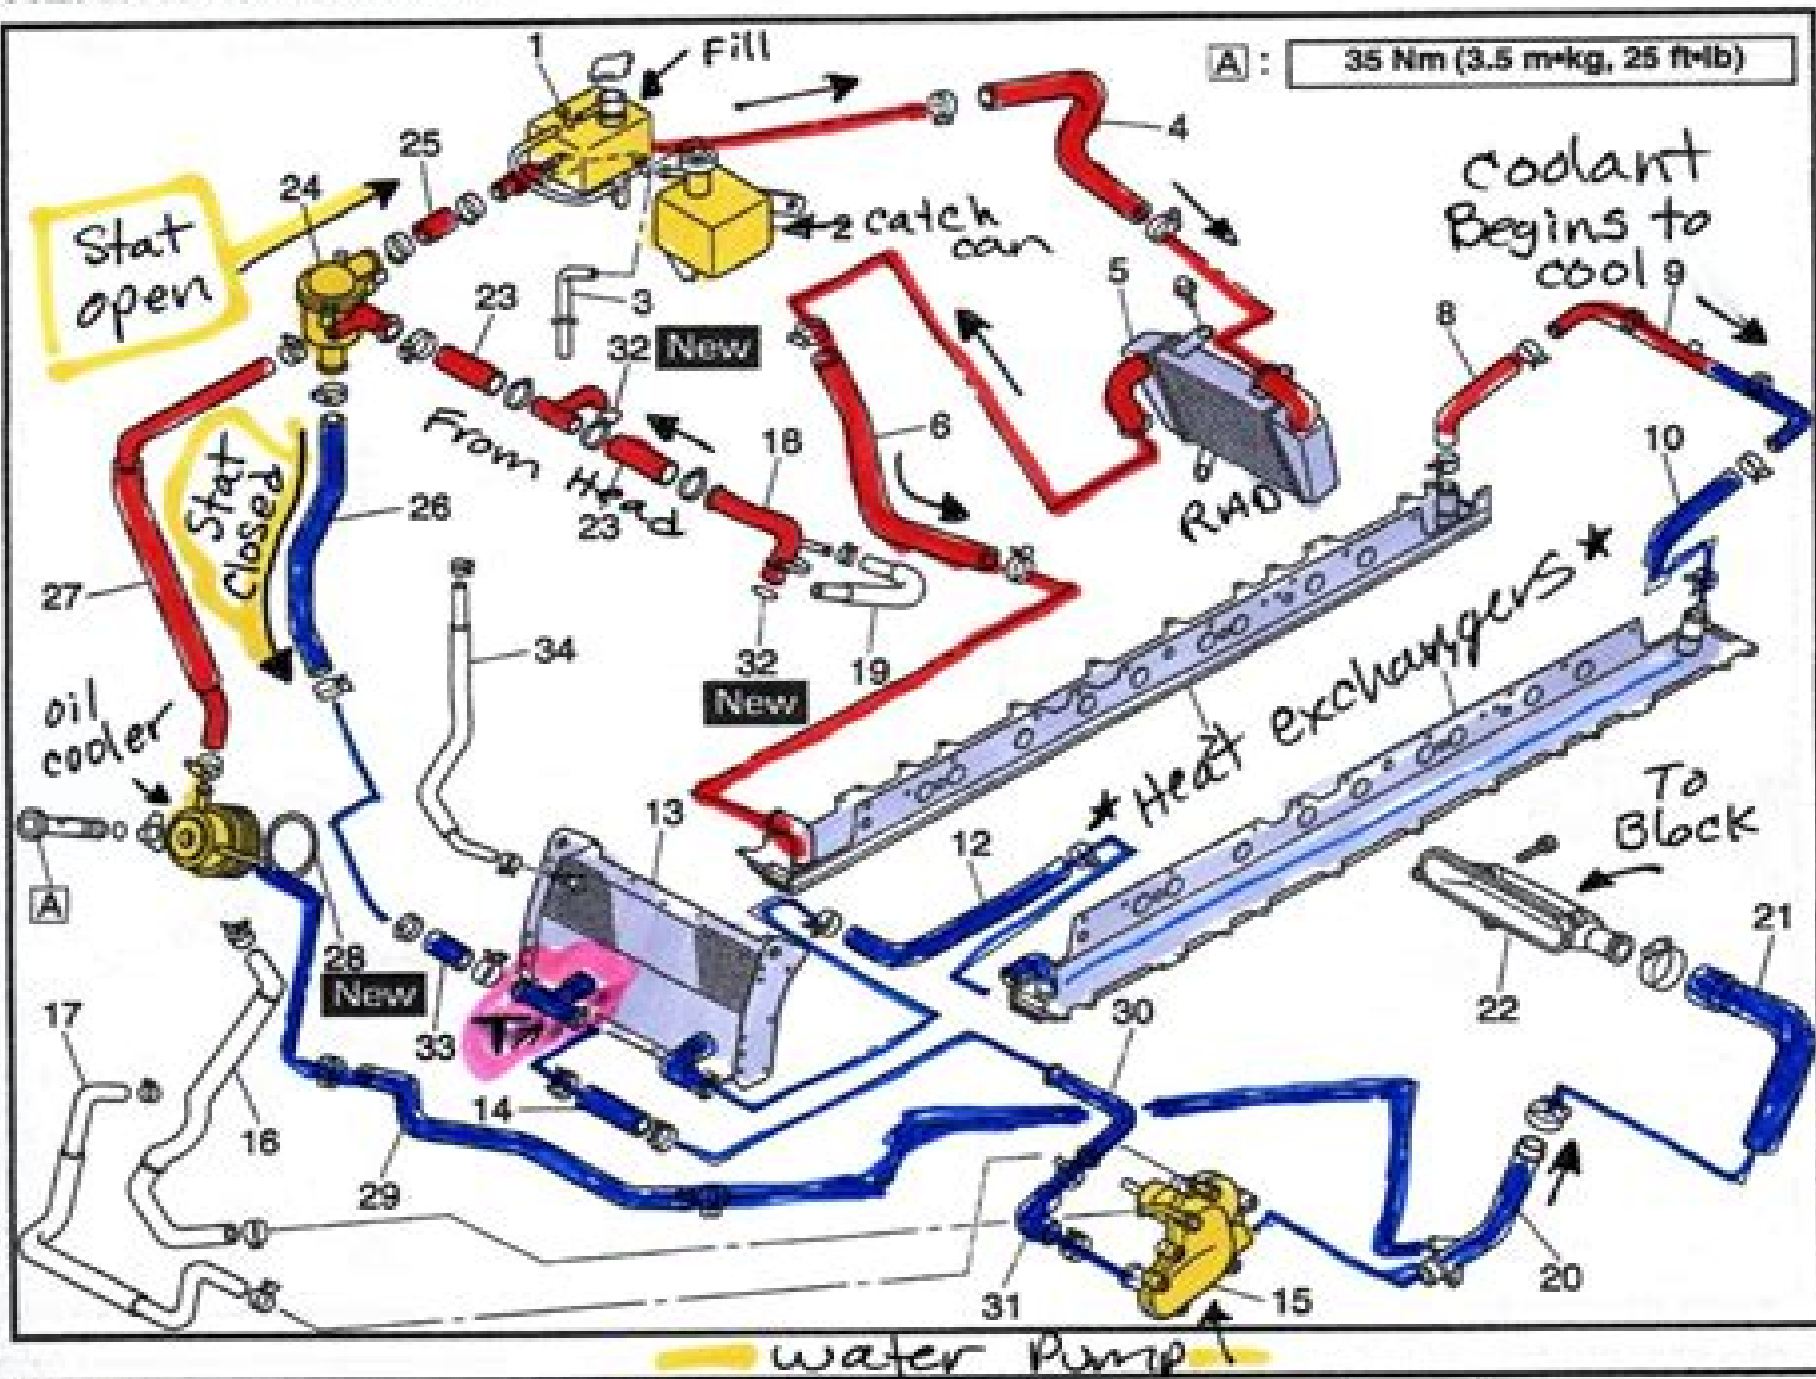 1
Fill
A : 35 Nm (3.5 m•kg, 25 ft•lb)
25
4
24
Stat
open
2 catch
can
Coolant
Begins to
cool
9
5
3
23
8
32 New
From
Head
18
6
10
Stat
Closed
26
23
RAD
27
34
32
New
19
Heat exchangers
oil
cooler
To
Block
13
12
A
21
28
New
22
17
33
T
30
14
16
29
20
31
15
Water Pump